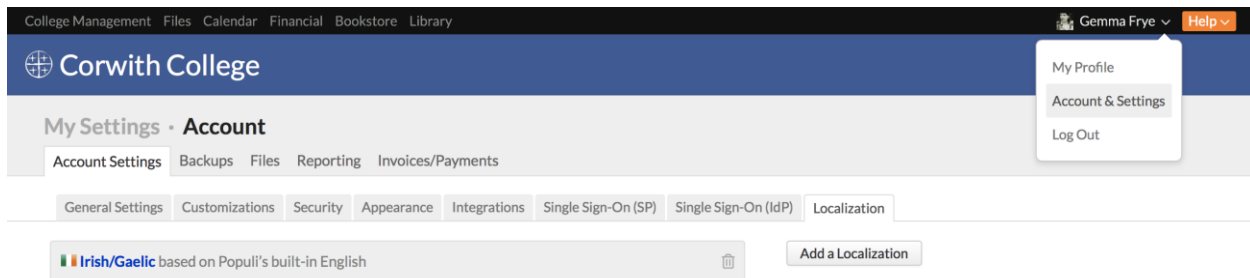 College Management Files Calendar Financial Bookstore Library Gemma Frye Help
Corwith College
My Profile
Account & Settings
Log Out
My Settings · Account
Account Settings Backups Files Reporting Invoices/Payments
General Settings Customizations Security Appearance Integrations Single Sign-On (SP) Single Sign-On (IdP) Localization
Irish/Gaelic based on Populi's built-in English Add a Localization